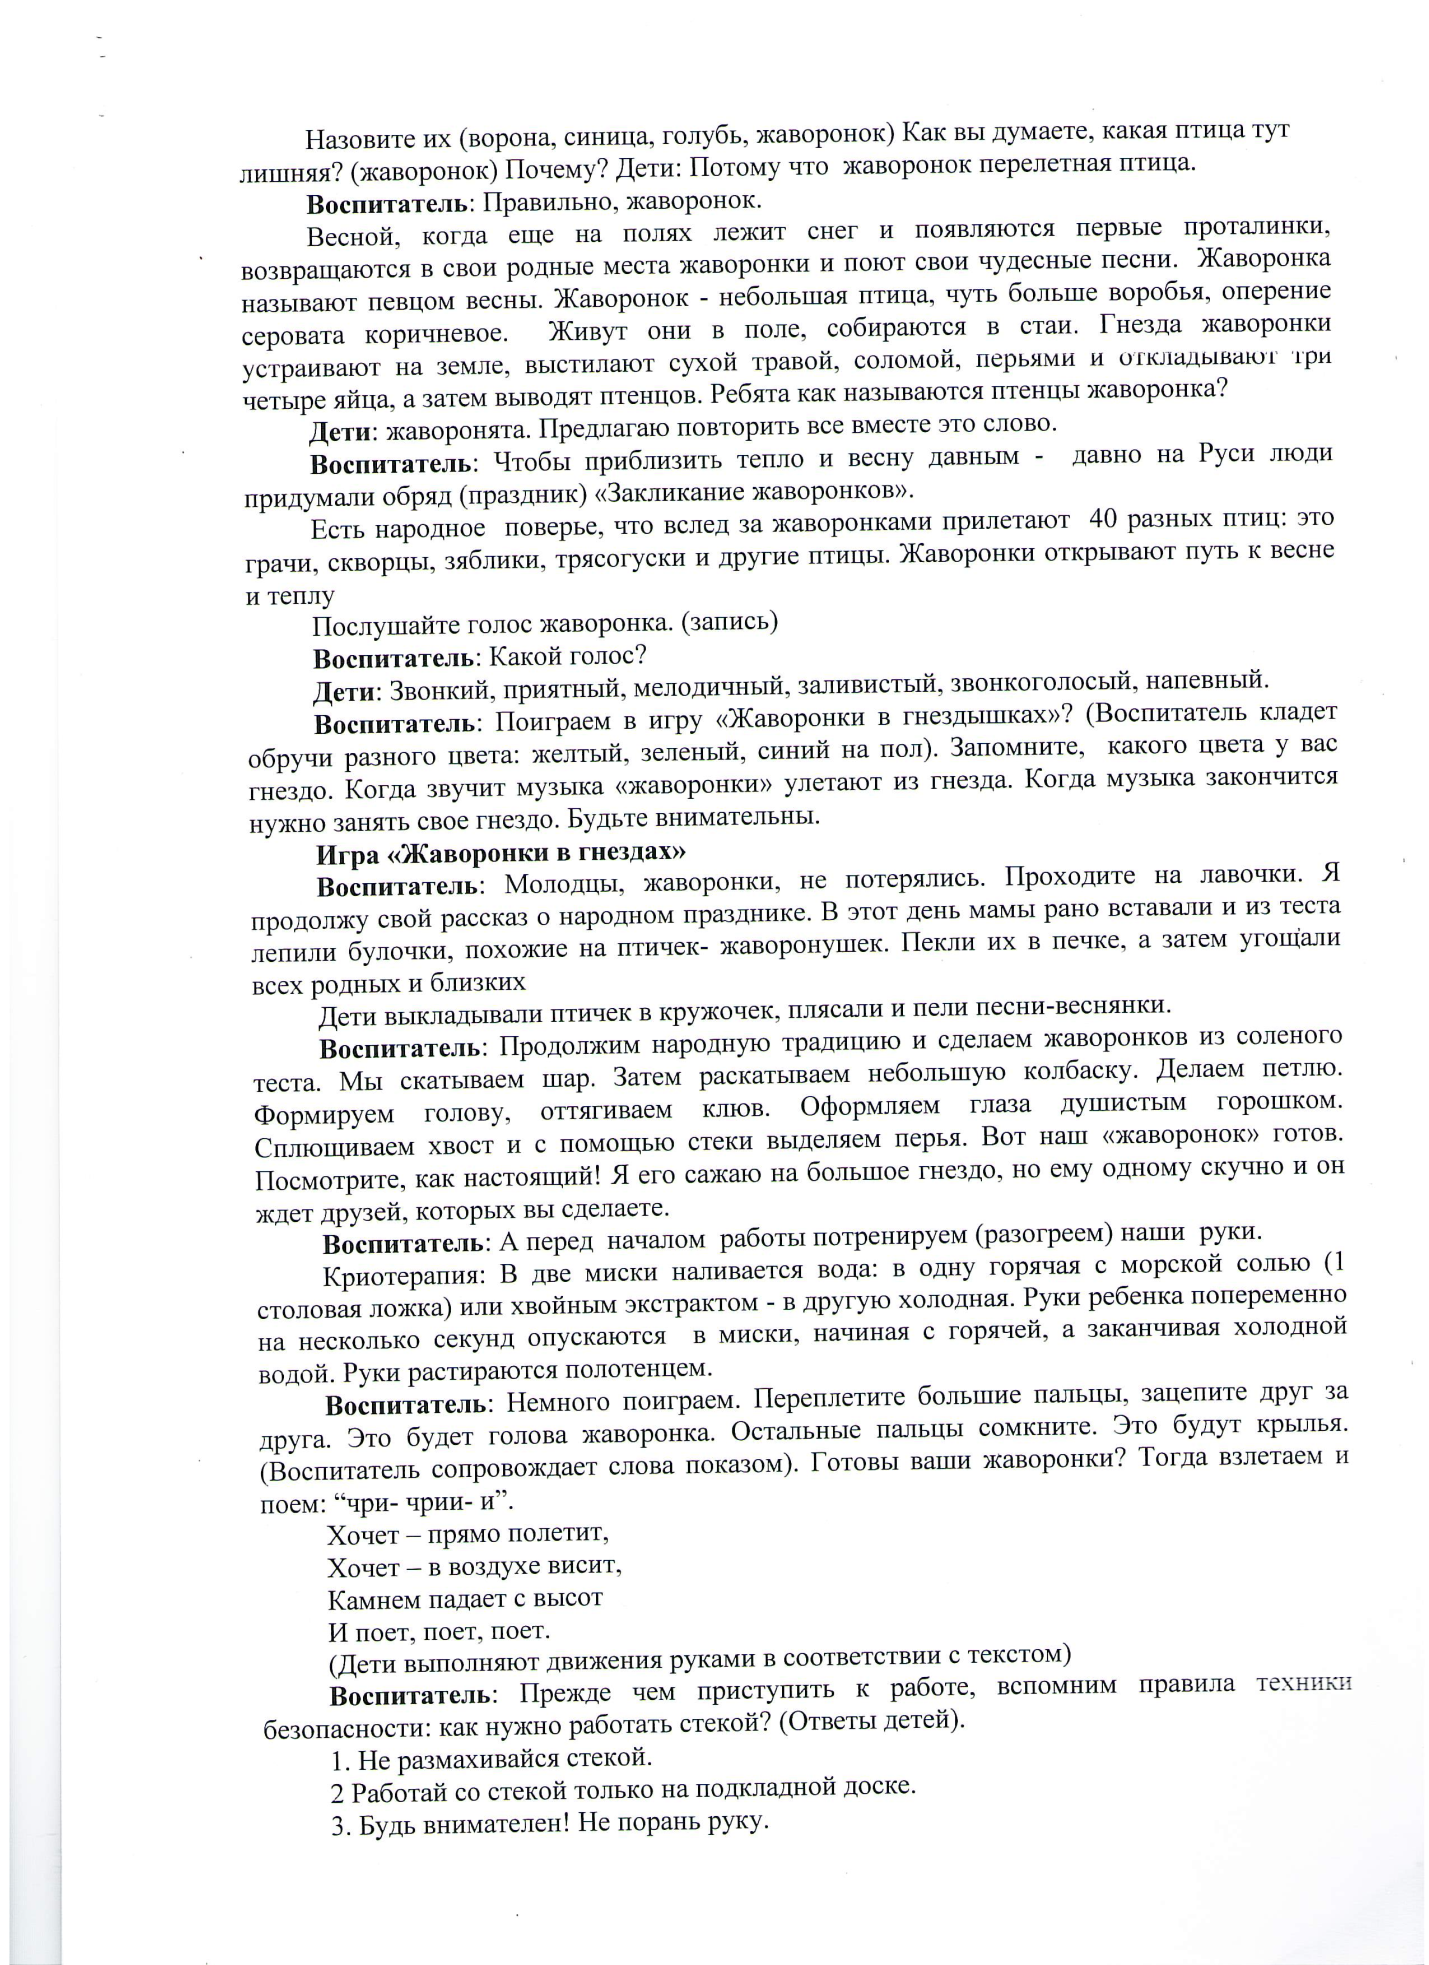 Назовите их (ворона, синица, голубь, жаворонок) Как вы думаете, какая птица тут
лишняя? (жаворонок) Почему? Дети: Потому что  жаворонок перелетная птица.
Воспитатель: Правильно, жаворонок.
Весной, когда еще на полях лежит снег и появляются первые проталинки,
возвращаются в свои родные места жаворонки и поют свои чудесные песни.  Жаворонка
называют певцом весны. Жаворонок - небольшая птица, чуть больше воробья, оперение
серовата коричневое.  Живут они в поле, собираются в стаи. Гнезда жаворонки
устраивают на земле, выстилают сухой травой, соломой, перьями и откладывают три
четыре яйца, а затем выводят птенцов. Ребята как называются птенцы жаворонка?
Дети: жаворонята. Предлагаю повторить все вместе это слово.
Воспитатель: Чтобы приблизить тепло и весну давным -  давно на Руси люди
придумали обряд (праздник) «Закликание жаворонков».
Есть народное  поверье, что вслед за жаворонками прилетают  40 разных птиц: это
грачи, скворцы, зяблики, трясогуски и другие птицы. Жаворонки открывают путь к весне
и теплу
Послушайте голос жаворонка. (запись)
Воспитатель: Какой голос?
Дети: Звонкий, приятный, мелодичный, заливистый, звонкоголосый, напевный.
Воспитатель: Поиграем в игру «Жаворонки в гнездышках»? (Воспитатель кладет
обручи разного цвета: желтый, зеленый, синий на пол). Запомните,  какого цвета у вас
гнездо. Когда звучит музыка «жаворонки» улетают из гнезда. Когда музыка закончится
нужно занять свое гнездо. Будьте внимательны.
Игра «Жаворонки в гнездах»
Воспитатель: Молодцы, жаворонки, не потерялись. Проходите на лавочки. Я
продолжу свой рассказ о народном празднике. В этот день мамы рано вставали и из теста
лепили булочки, похожие на птичек- жаворонушек. Пекли их в печке, а затем угощали
всех родных и близких
Дети выкладывали птичек в кружочек, плясали и пели песни-веснянки.
Воспитатель: Продолжим народную традицию и сделаем жаворонков из соленого
теста. Мы скатываем шар. Затем раскатываем небольшую колбаску. Делаем петлю.
Формируем голову, оттягиваем клюв. Оформляем глаза душистым горошком.
Сплющиваем хвост и с помощью стеки выделяем перья. Вот наш «жаворонок» готов.
Посмотрите, как настоящий! Я его сажаю на большое гнездо, но ему одному скучно и он
ждет друзей, которых вы сделаете.
Воспитатель: А перед  началом  работы потренируем (разогреем) наши  руки.
Криотерапия: В две миски наливается вода: в одну горячая с морской солью (1
столовая ложка) или хвойным экстрактом - в другую холодная. Руки ребенка попеременно
на несколько секунд опускаются  в миски, начиная с горячей, а заканчивая холодной
водой. Руки растираются полотенцем.
Воспитатель: Немного поиграем. Переплетите большие пальцы, зацепите друг за
друга. Это будет голова жаворонка. Остальные пальцы сомкните. Это будут крылья.
(Воспитатель сопровождает слова показом). Готовы ваши жаворонки? Тогда взлетаем и
поем: “чри- чрии- и”.
Хочет – прямо полетит,
Хочет – в воздухе висит,
Камнем падает с высот
И поет, поет, поет.
(Дети выполняют движения руками в соответствии с текстом)
Воспитатель: Прежде чем приступить к работе, вспомним правила техники
безопасности: как нужно работать стекой? (Ответы детей).
1. Не размахивайся стекой.
2 Работай со стекой только на подкладной доске.
3. Будь внимателен! Не порань руку.